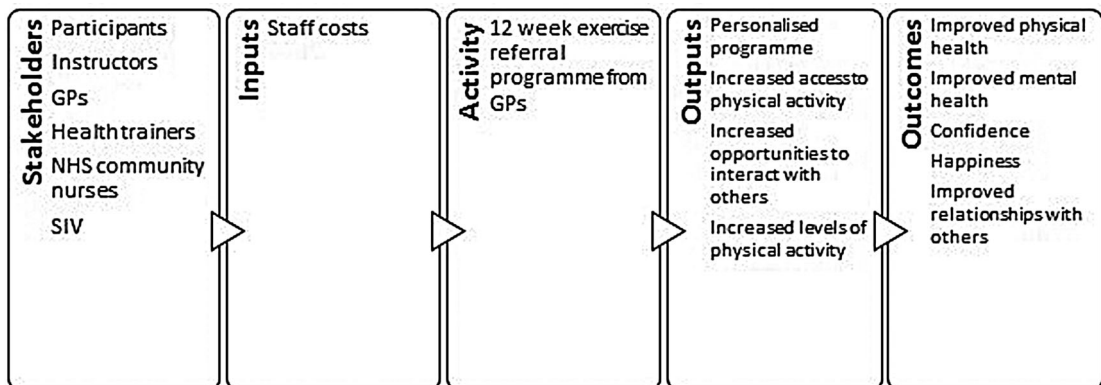 Stakeholders
Participants
Instructors
GPs
Health trainers
NHS community
nurses
SIV
Inputs
Staff costs
Activity
12 week exercise
referral
programme from
GPs
Outputs
Personalised
programme
Increased access to
physical activity
Increased
opportunities to
interact with
others
Increased levels of
physical activity
Outcomes
Improved physical
health
Improved mental
health
Confidence
Happiness
Improved
relationships with
others